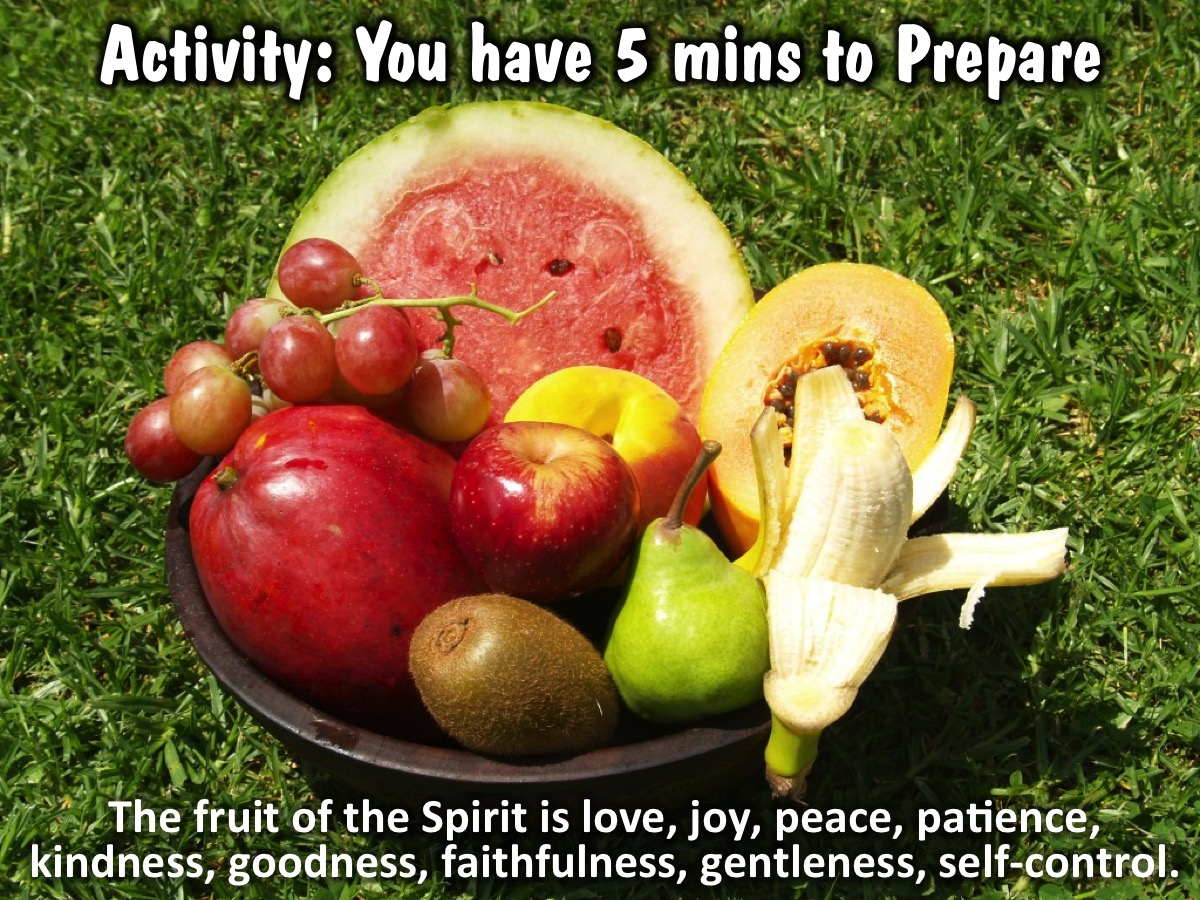 Activity: You have 5 mins to Prepare
The fruit of the Spirit is love, joy, peace, patience,
kindness, goodness, faithfulness, gentleness, self-control.